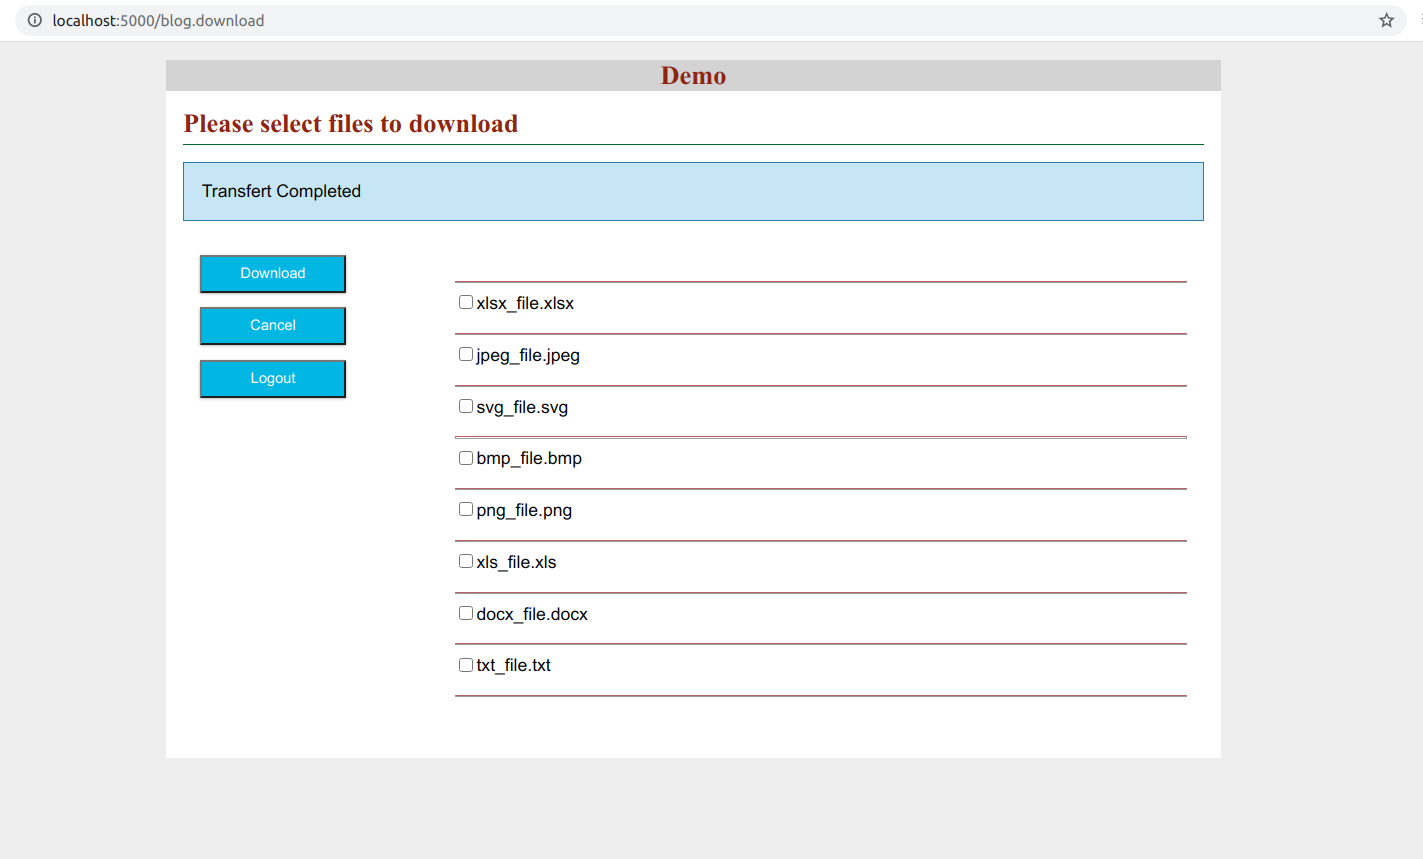 localhost:5000/blog.download
Demo
Please select files to download
Transfert Completed
Download
Cancel
Logout
xlsx_file.xlsx
jpeg_file.jpeg
svg_file.svg
bmp_file.bmp
png_file.png
xls_file.xls
docx_file.docx
txt_file.txt